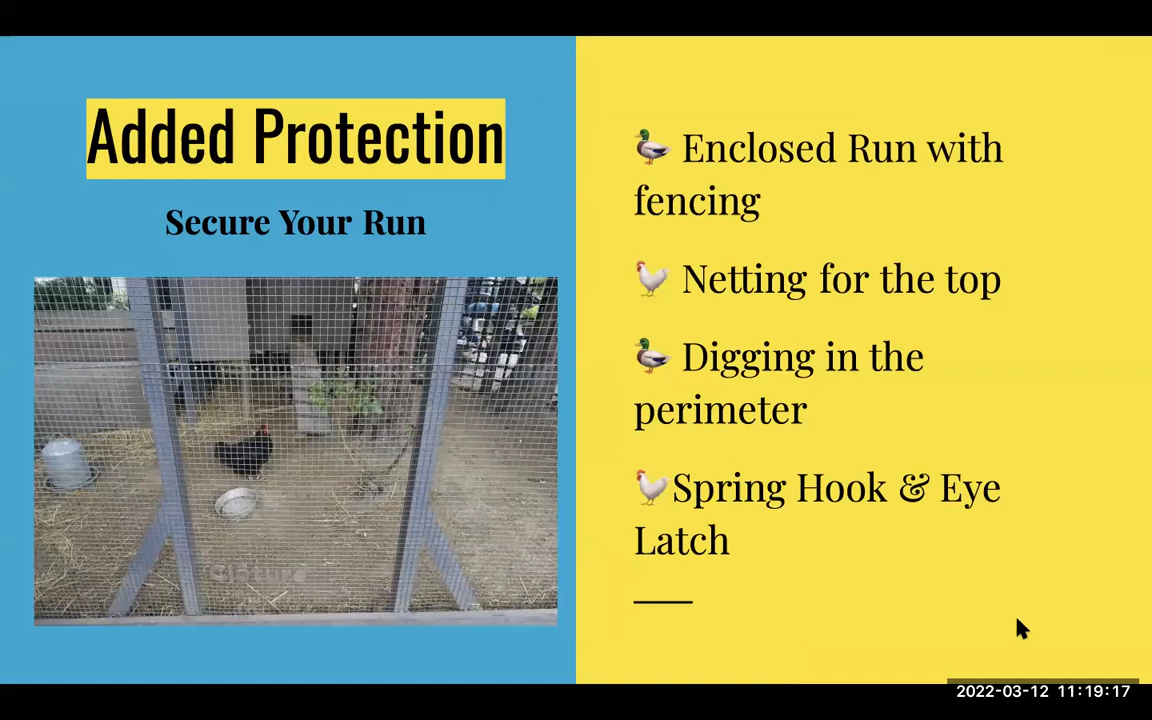 Added Protection
Secure Your Run
Enclosed Run with
fencing
Netting for the top
Digging in the
perimeter
Spring Hook & Eye
Latch
2022-03-12 11:19:17